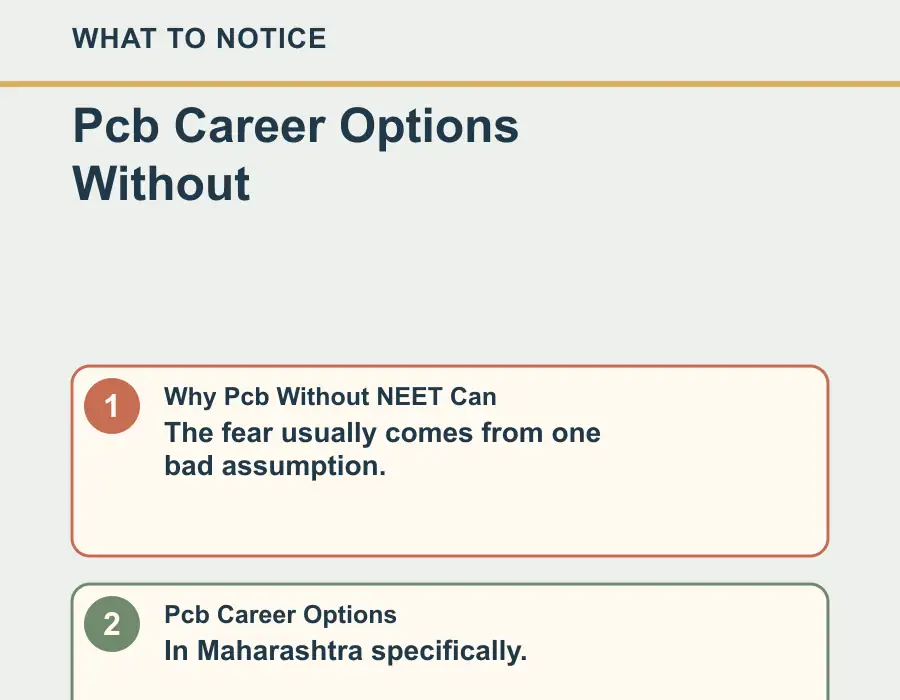 WHAT TO NOTICE
Pcb Career Options
Without
1
Why Pcb Without NEET Can
The fear usually comes from one
bad assumption.
2
Pcb Career Options
In Maharashtra specifically.